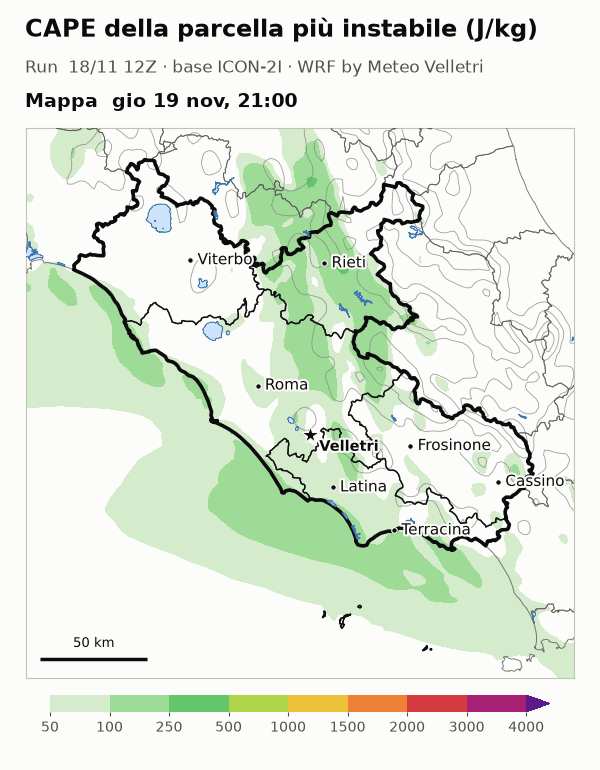 CAPE della parcella più instabile (J/kg)
Run  18/11 12Z · base ICON-2I · WRF by Meteo Velletri
Mappa  gio 19 nov, 21:00
Viterbo
Rieti
Roma
Velletri
Frosinone
Cassino
Latina
Terracina
50 km
50 100 250 500 1000 1500 2000 3000 4000